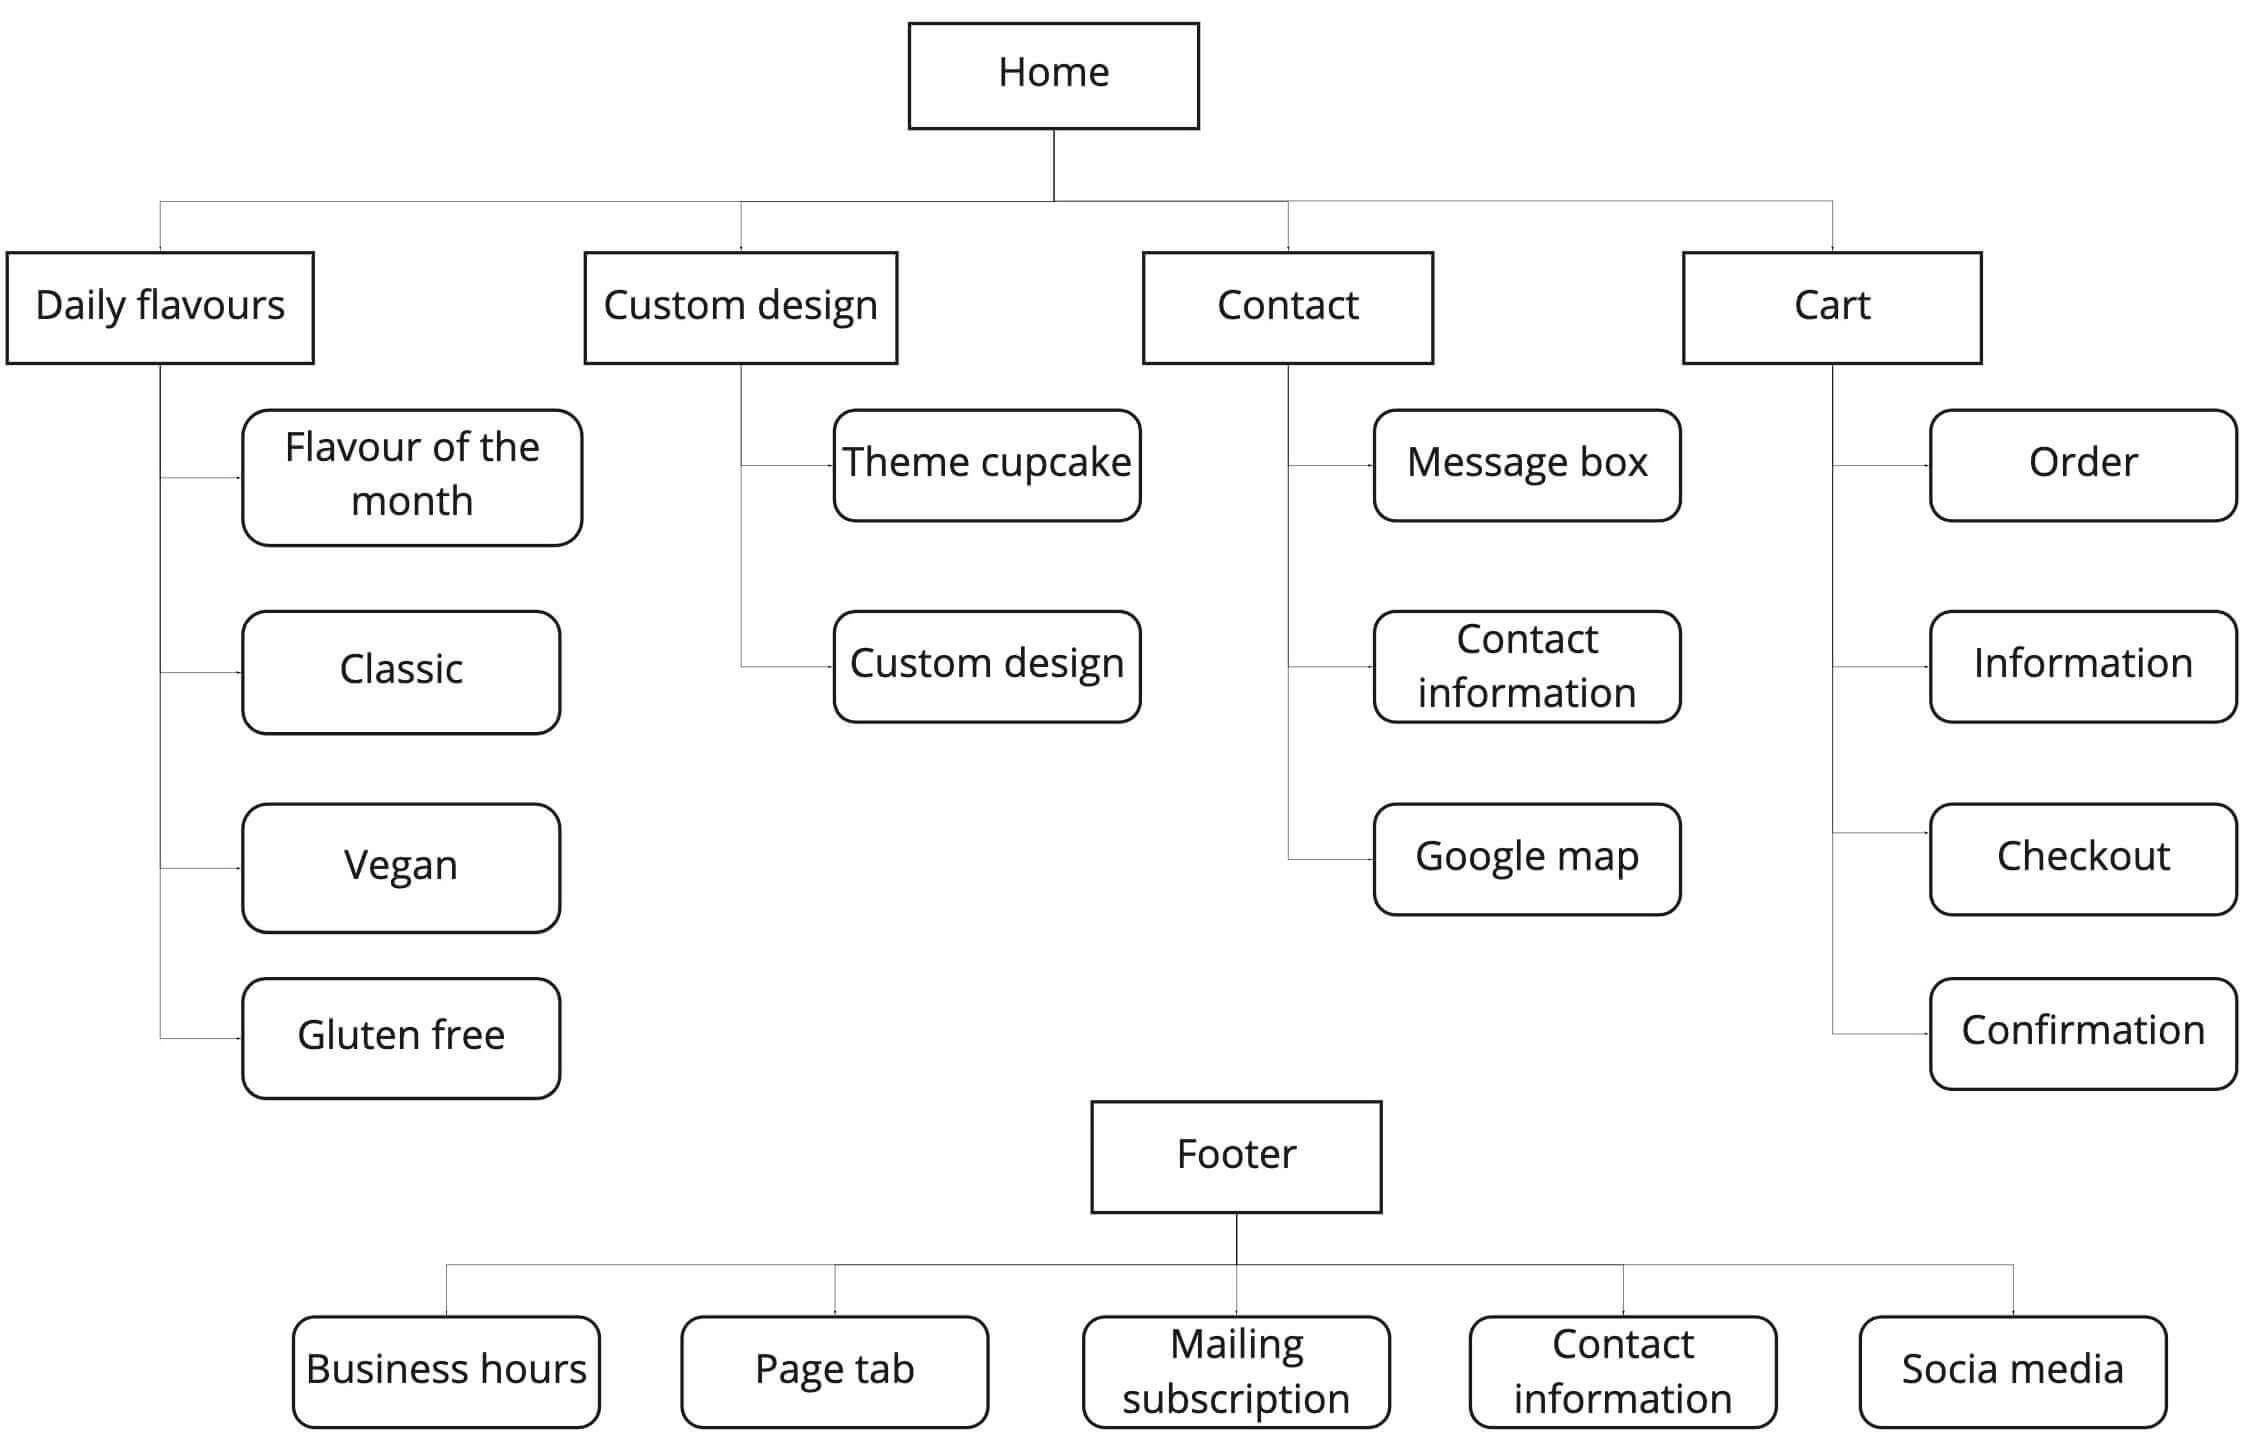 Home
Daily flavours
Custom design
Contact
Cart
Flavour of the
month
Theme cupcake
Message box
Order
Classic
Custom design
Contact
information
Information
Vegan
Google map
Checkout
Gluten free
Confirmation
Footer
Business hours
Page tab
Mailing
subscription
Contact
information
Socia media